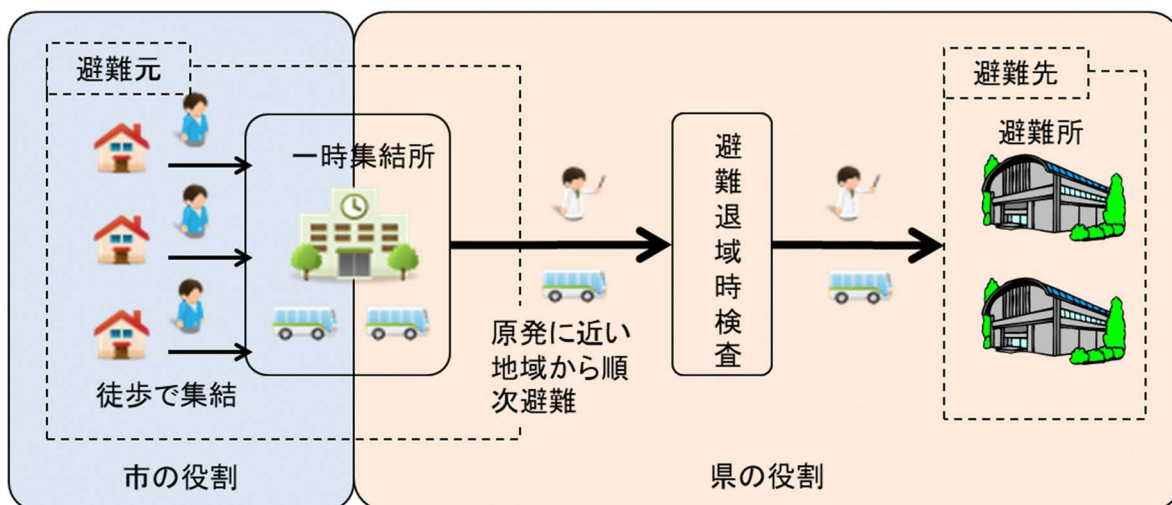 避難元
一時集結所
徒歩で集結
市の役割
原発に近い
地域から順
次避難
避難退域時検査
避難先
避難所
県の役割